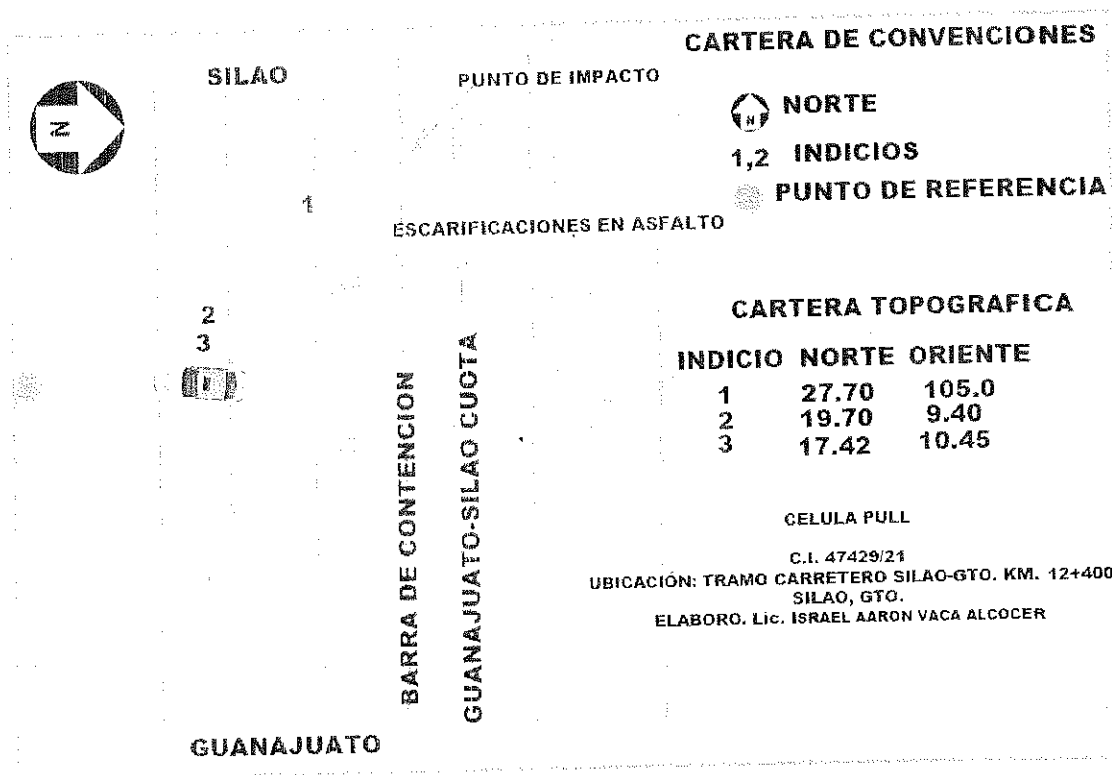 CARTERA DE CONVENCIONES
SILAO
PUNTO DE IMPACTO
N
N NORTE
1,2 INDICIOS
PUNTO DE REFERENCIA
1
ESCARIFICACIONES EN ASFALTO
2
3
CARTERA TOPOGRAFICA
INDICIO NORTE ORIENTE
1 27.70 105.0
2 19.70 9.40
3 17.42 10.45
BARRA DE CONTENCION
GUANAJUATO-SILAO CUOTA
CELULA PULL
C.I. 47429/21
UBICACIÓN: TRAMO CARRETERO SILAO-GTO. KM. 12+400
SILAO, GTO.
ELABORO. Lic. ISRAEL AARON VACA ALCOCER
GUANAJUATO